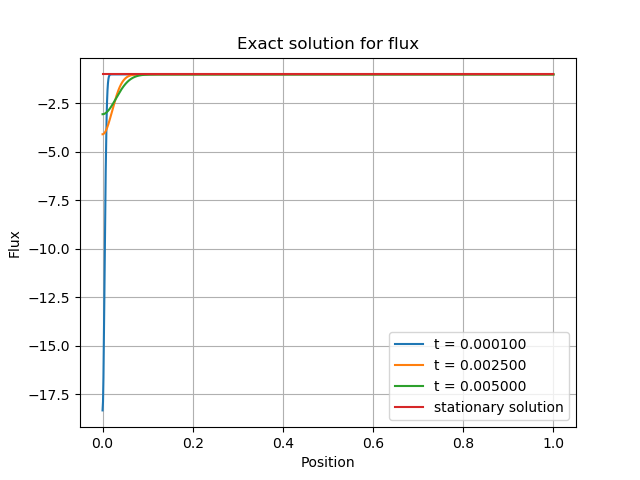 Exact solution for flux
−2.5
−5.0
−7.5
−10.0
−12.5
−15.0
−17.5
Flux
0.0 0.2 0.4 0.6 0.8 1.0
Position
t = 0.000100
t = 0.002500
t = 0.005000
stationary solution